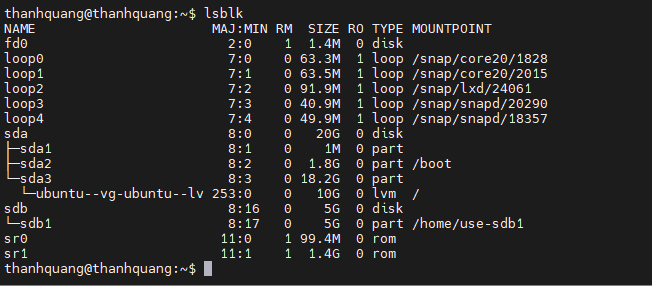 thanhquang@thanhquang:~$ lsblk
NAME                      MAJ:MIN RM  SIZE RO TYPE MOUNTPOINT
fd0                         2:0    1  1.4M  0 disk
loop0                       7:0    0 63.3M  1 loop /snap/core20/1828
loop1                       7:1    0 63.5M  1 loop /snap/core20/2015
loop2                       7:2    0 91.9M  1 loop /snap/lxd/24061
loop3                       7:3    0 40.9M  1 loop /snap/snapd/20290
loop4                       7:4    0 49.9M  1 loop /snap/snapd/18357
sda                         8:0    0   20G  0 disk
├─sda1                      8:1    0    1M  0 part
├─sda2                      8:2    0  1.8G  0 part /boot
└─sda3                      8:3    0 18.2G  0 part
  └─ubuntu--vg-ubuntu--lv 253:0    0   10G  0 lvm  /
sdb                         8:16   0    5G  0 disk
└─sdb1                      8:17   0    5G  0 part /home/use-sdb1
sr0                        11:0    1 99.4M  0 rom
sr1                        11:1    1  1.4G  0 rom
thanhquang@thanhquang:~$